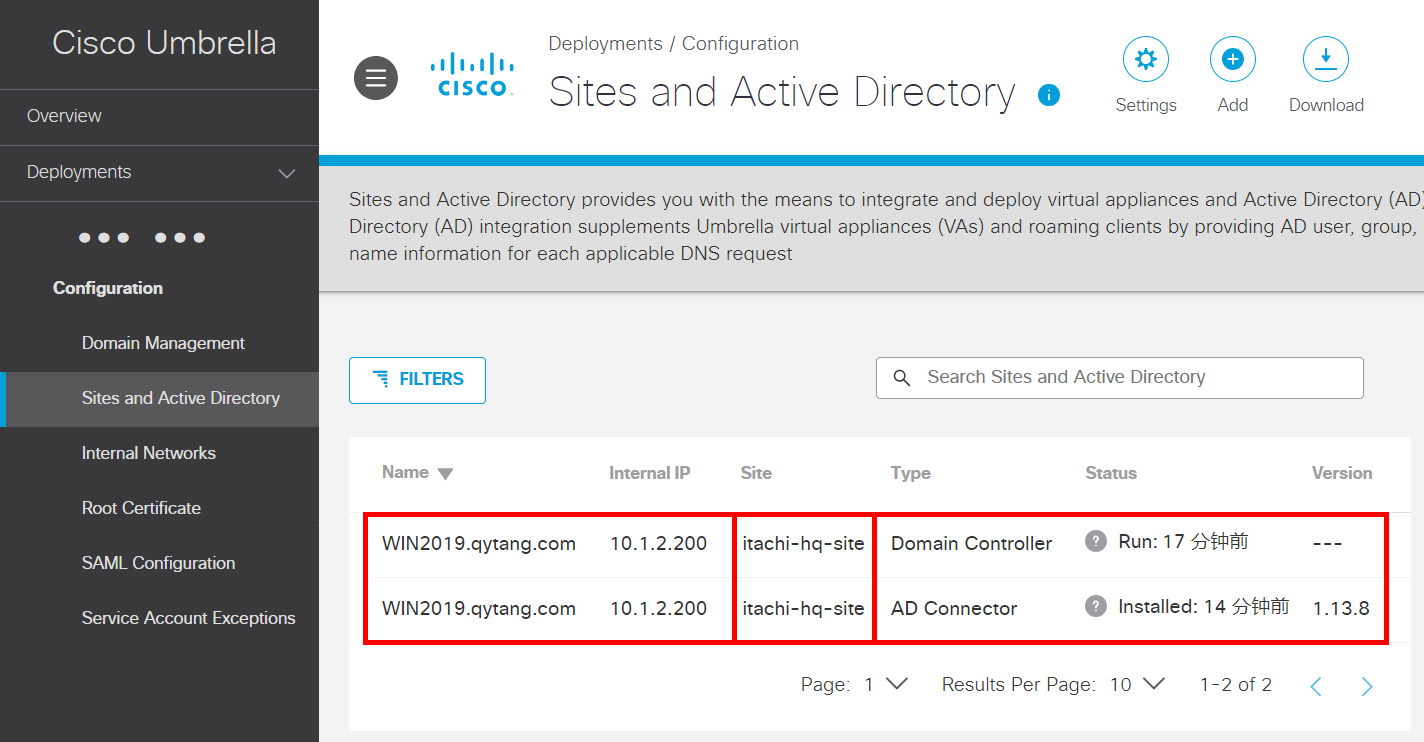 Cisco Umbrella
Overview
Deployments
Configuration
Domain Management
Sites and Active Directory
Internal Networks
Root Certificate
SAML Configuration
Service Account Exceptions
CISCO
Deployments / Configuration
Sites and Active Directory
Settings
Add
Download
Sites and Active Directory provides you with the means to integrate and deploy virtual appliances and Active Directory (AD)
Directory (AD) integration supplements Umbrella virtual appliances (VAs) and roaming clients by providing AD user, group,
name information for each applicable DNS request
FILTERS
Search Sites and Active Directory
Name Internal IP Site Type Status Version
WIN2019.qytang.com 10.1.2.200 itachi-hq-site Domain Controller ? Run: 17 分钟前 ---
WIN2019.qytang.com 10.1.2.200 itachi-hq-site AD Connector ? Installed: 14 分钟前 1.13.8
Page: 1 Results Per Page: 10 1-2 of 2